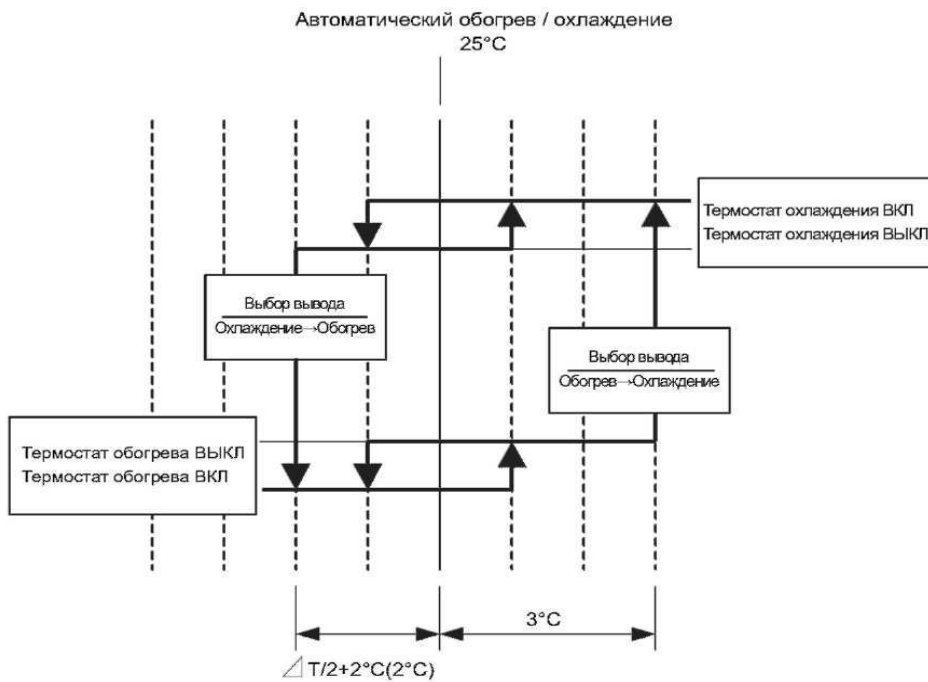 Автоматический обогрев / охлаждение
25°C
Термостат охлаждения ВКЛ
Термостат охлаждения ВЫКЛ
Выбор вывода
Охлаждение→Обогрев
Выбор вывода
Обогрев→Охлаждение
Термостат обогрева ВЫКЛ
Термостат обогрева ВКЛ
3°C
⊿T/2+2°C(2°C)